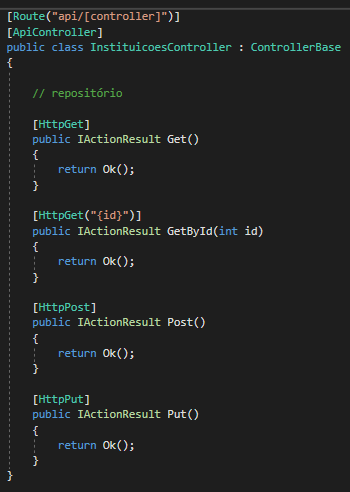 [Route("api/[controller]")]
[ApiController]
public class InstituicoesController : ControllerBase
{
// repositório
[HttpGet]
public IActionResult Get()
{
return Ok();
}
[HttpGet("{id}")]
public IActionResult GetById(int id)
{
return Ok();
}
[HttpPost]
public IActionResult Post()
{
return Ok();
}
[HttpPut]
public IActionResult Put()
{
return Ok();
}
}